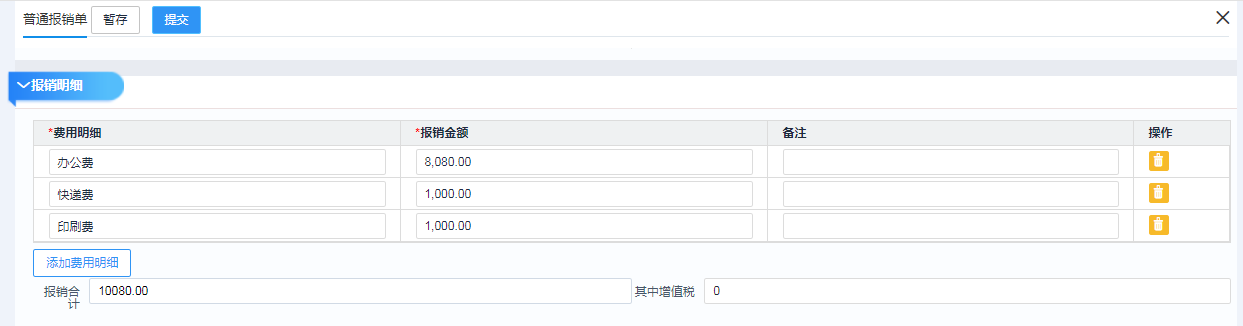 普通报销单 暂存 提交
报销明细
*费用明细 *报销金额 备注 操作
办公费 8,080.00
快递费 1,000.00
印刷费 1,000.00
添加费用明细
报销合计 10080.00 其中增值税 0